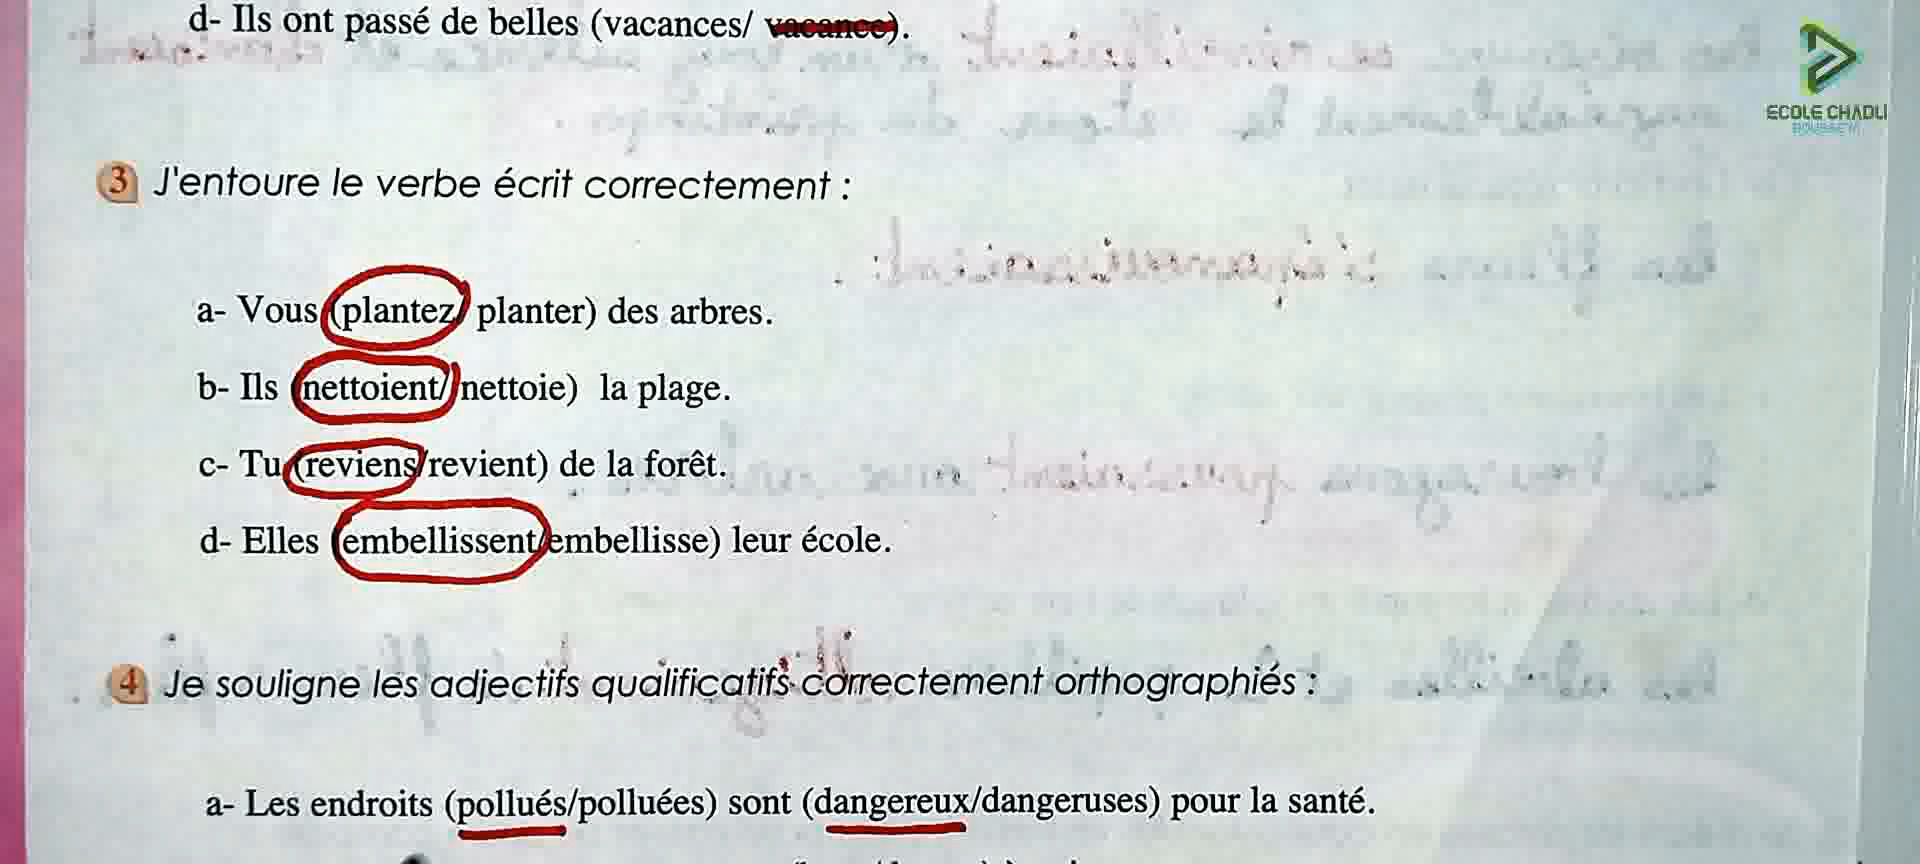 d- Ils ont passé de belles (vacances/ vacance).
ECOLE CHADLI
3 J'entoure le verbe écrit correctement :
a- Vous (plantez/ planter) des arbres.
b- Ils (nettoient/ nettoie) la plage.
c- Tu (reviens/revient) de la forêt.
d- Elles (embellissent/embellisse) leur école.
4 Je souligne les adjectifs qualificatifs correctement orthographiés :
a- Les endroits (pollués/polluées) sont (dangereux/dangeruses) pour la santé.